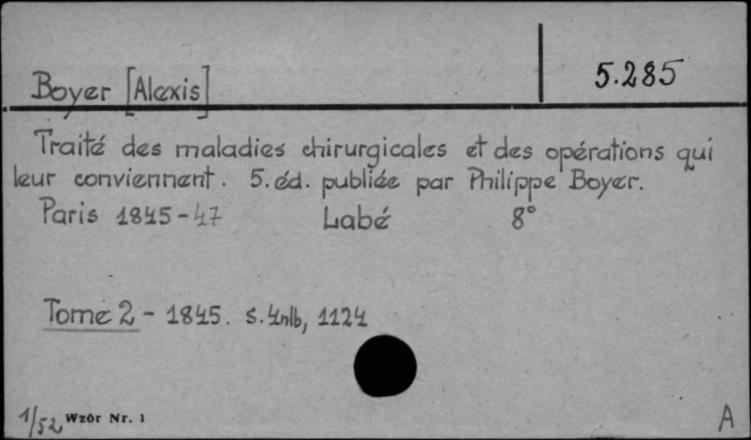 Boyer [Alexis]
5.285
Traité des maladies chirurgicales et des opérations qui
leur conviennent. 5. éd. publiée par Philippe Boyer.
Paris 1845-47 Labé 8°
Tome 2 - 1845. s. 4nlb, 1124
1/52 Wzór Nr. 1
A